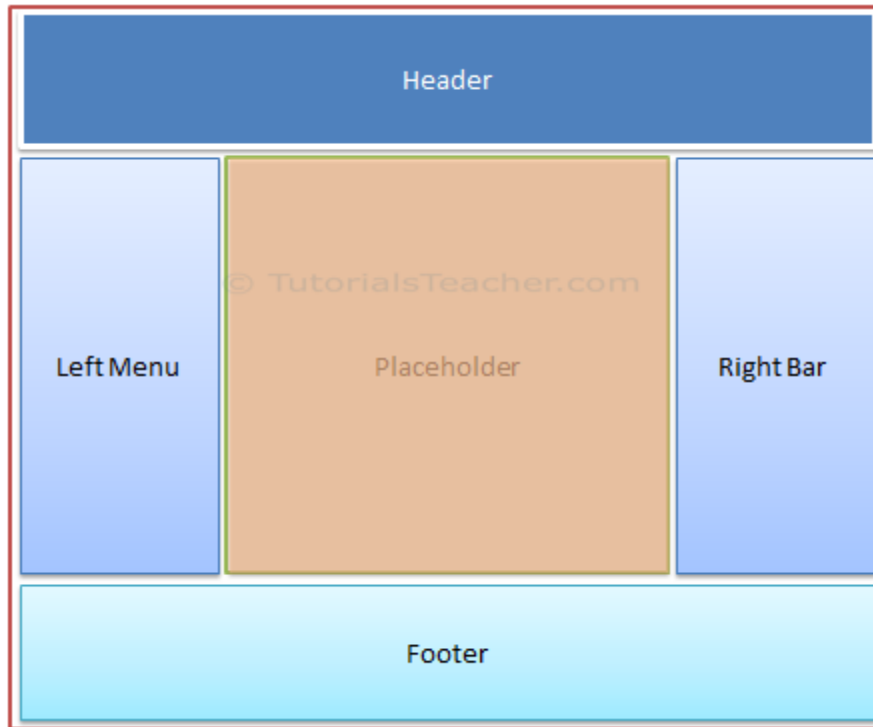 Header
© TutorialsTeacher.com
Left Menu
Placeholder
Right Bar
Footer